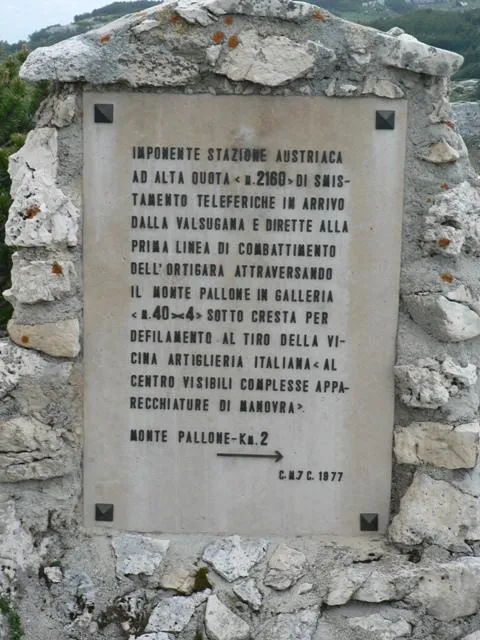 IMPONENTE STAZIONE AUSTRIACA
AD ALTA QUOTA <M.2160> DI SMIS-
TAMENTO TELEFERICHE IN ARRIVO
DALLA VALSUGANA E DIRETTE ALLA
PRIMA LINEA DI COMBATTIMENTO
DELL'ORTIGARA ATTRAVERSANDO
IL MONTE PALLONE IN GALLERIA
<M.40×4> SOTTO CRESTA PER
DEFILAMENTO AL TIRO DELLA VI-
CINA ARTIGLIERIA ITALIANA <AL
CENTRO VISIBILI COMPLESSE APPA-
RECCHIATURE DI MANOVRA>.
MONTE PALLONE-KM.2
C.M.7 C. 1977